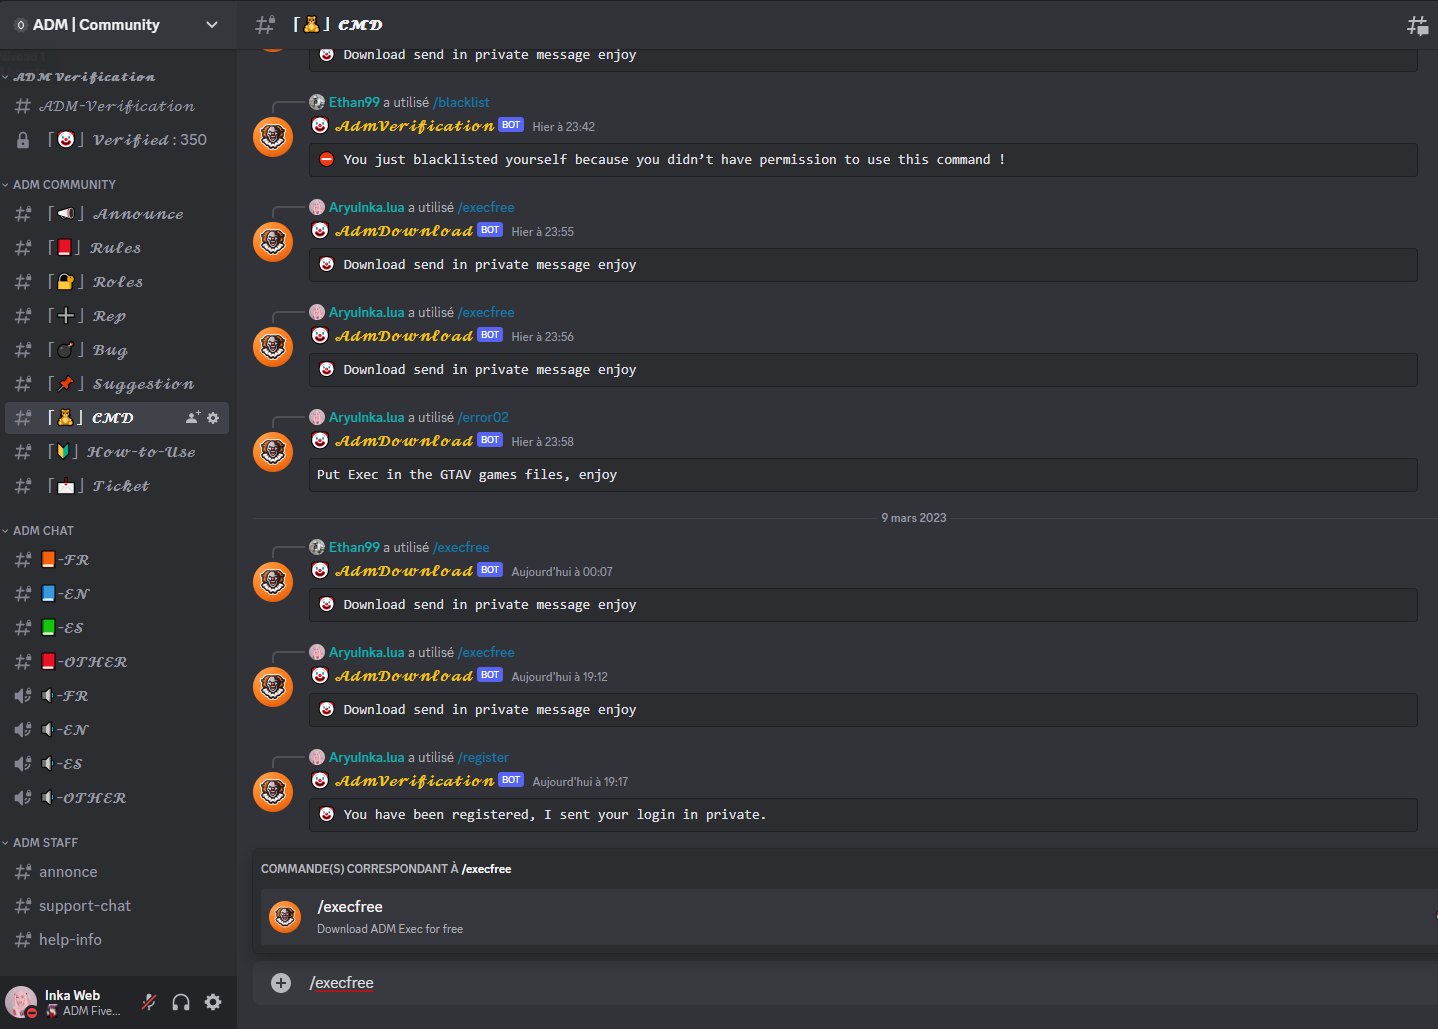 ADM | Community
ADM Verification
ADM-Verification
「🤡」 Verified : 350
ADM COMMUNITY
「📢」 Announce
「📕」 Rules
「🔐」 Roles
「➕」 Rep
「💣」 Bug
「📌」 Suggestion
「🧸」 CMD
「🔰」 How-to-Use
「📩」 Ticket
ADM CHAT
📙-FR
📘-EN
📗-ES
📕-OTHER
🔈-FR
🔈-EN
🔈-ES
🔈-OTHER
ADM STAFF
annonce
support-chat
help-info
Inka Web
ADM Five...
「🧸」 CMD
🤡 Download send in private message enjoy
Ethan99 a utilisé /blacklist
🤡 AdmVerification BOT Hier à 23:42
⛔ You just blacklisted yourself because you didn’t have permission to use this command !
AryuInka.lua a utilisé /execfree
🤡 AdmDownload BOT Hier à 23:55
🤡 Download send in private message enjoy
AryuInka.lua a utilisé /execfree
🤡 AdmDownload BOT Hier à 23:56
🤡 Download send in private message enjoy
AryuInka.lua a utilisé /error02
🤡 AdmDownload BOT Hier à 23:58
Put Exec in the GTAV games files, enjoy
9 mars 2023
Ethan99 a utilisé /execfree
🤡 AdmDownload BOT Aujourd’hui à 00:07
🤡 Download send in private message enjoy
AryuInka.lua a utilisé /execfree
🤡 AdmDownload BOT Aujourd’hui à 19:12
🤡 Download send in private message enjoy
AryuInka.lua a utilisé /register
🤡 AdmVerification BOT Aujourd’hui à 19:17
🤡 You have been registered, I sent your login in private.
COMMANDE(S) CORRESPONDANT À /execfree
/execfree
Download ADM Exec for free
/execfree